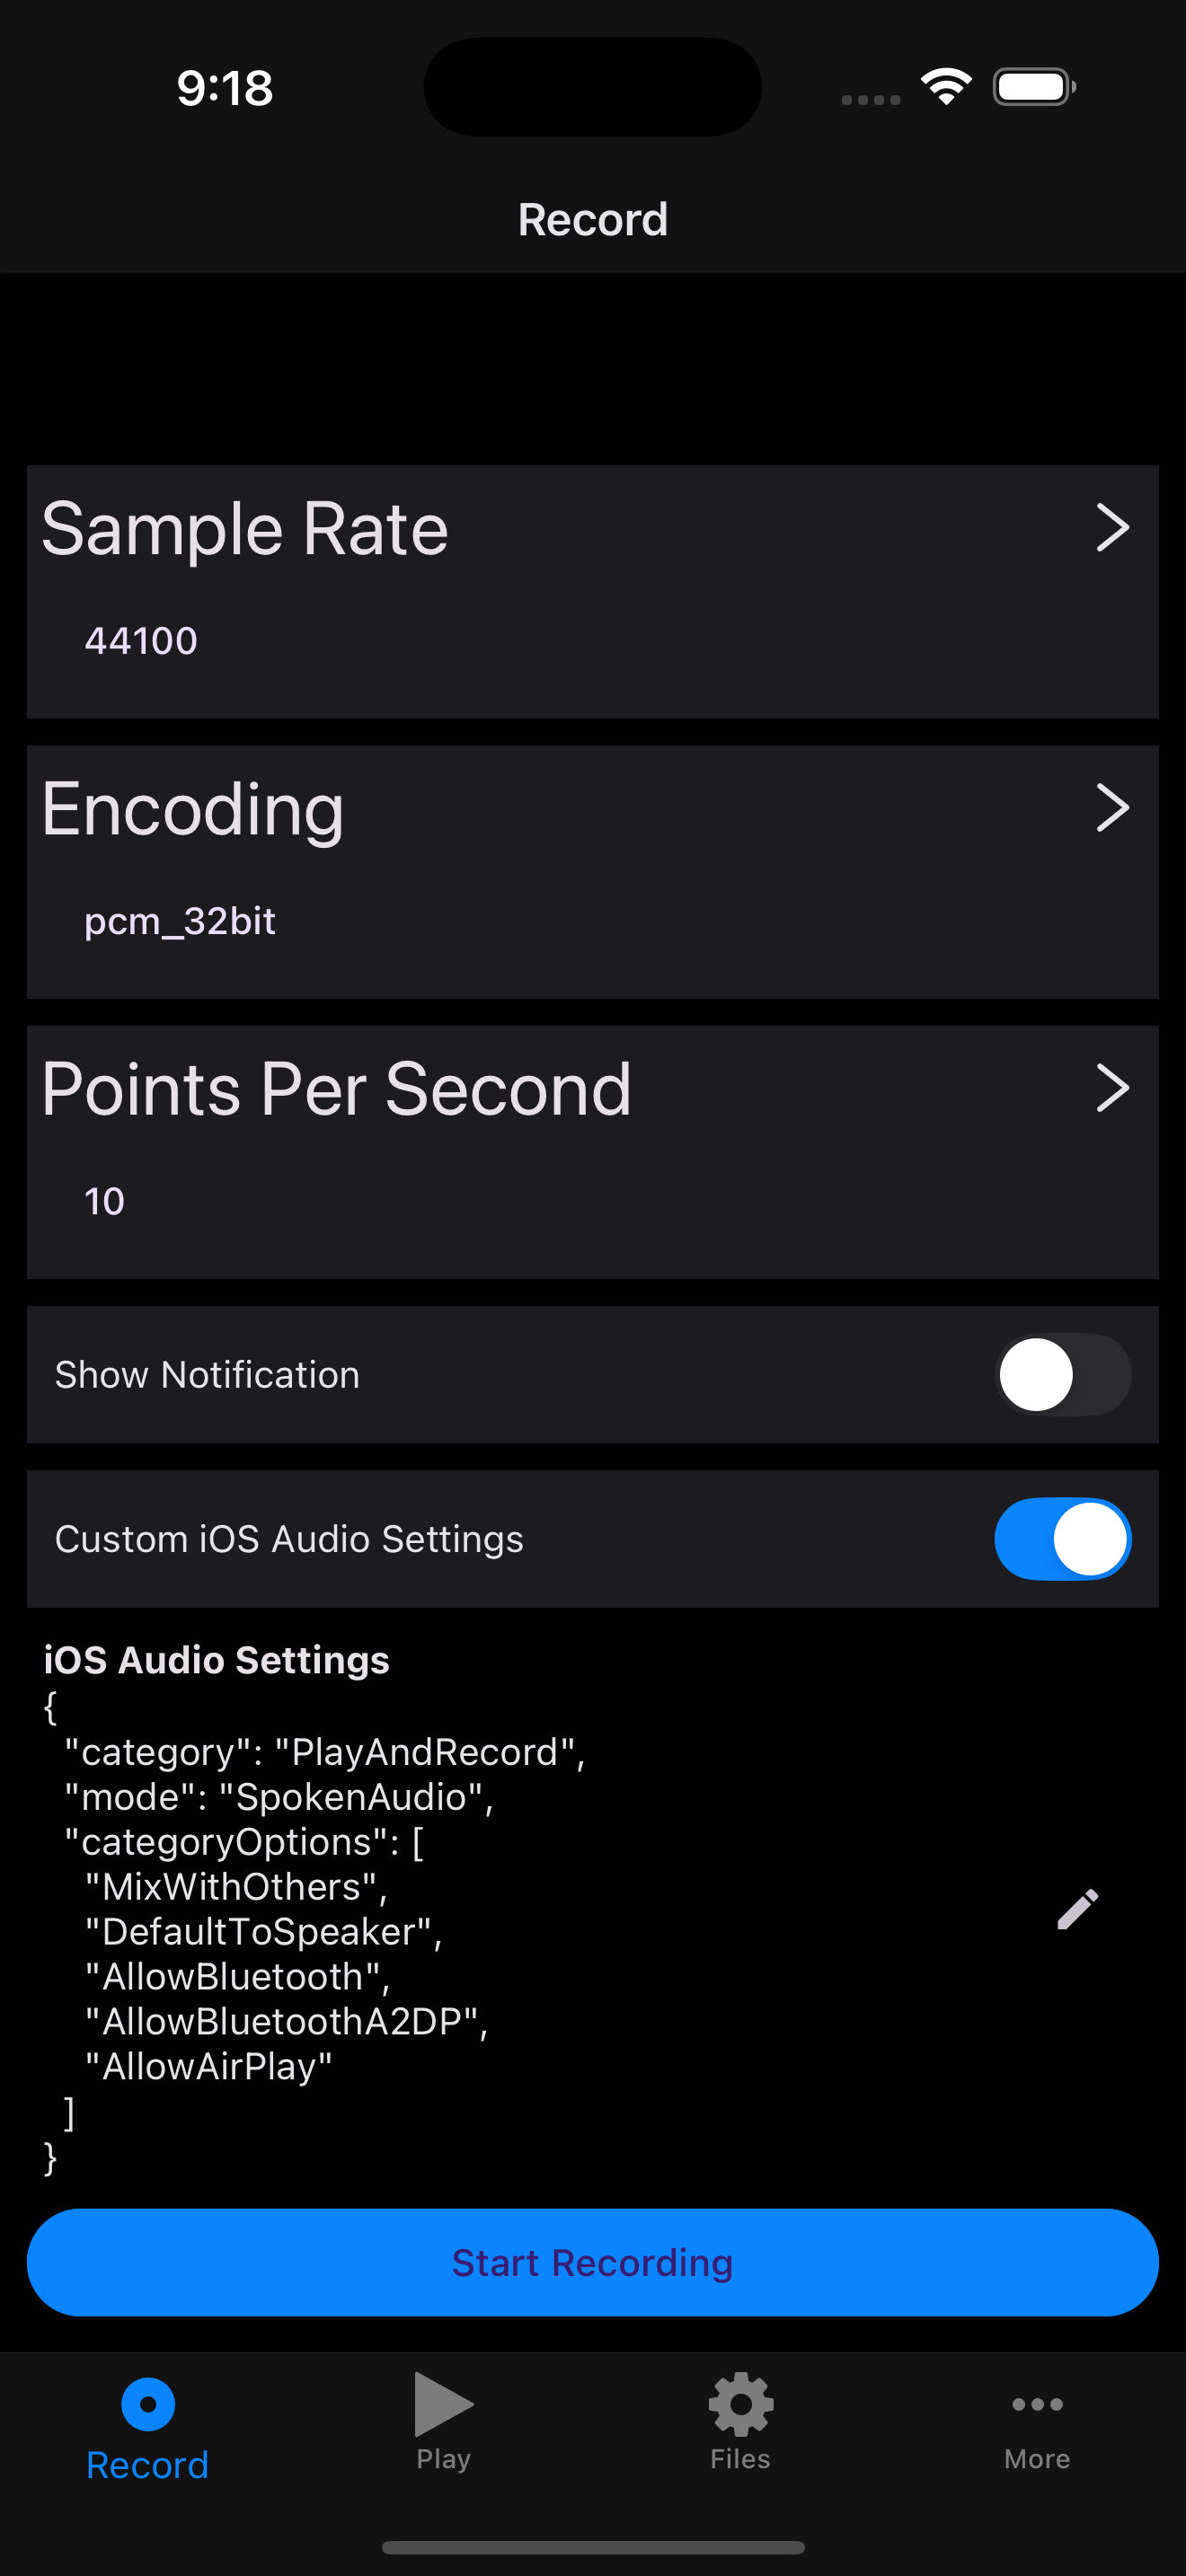 9:18
Record
Sample Rate
44100
Encoding
pcm_32bit
Points Per Second
10
Show Notification
Custom iOS Audio Settings
iOS Audio Settings
{
  "category": "PlayAndRecord",
  "mode": "SpokenAudio",
  "categoryOptions": [
    "MixWithOthers",
    "DefaultToSpeaker",
    "AllowBluetooth",
    "AllowBluetoothA2DP",
    "AllowAirPlay"
  ]
}
Start Recording
Record
Play
Files
More